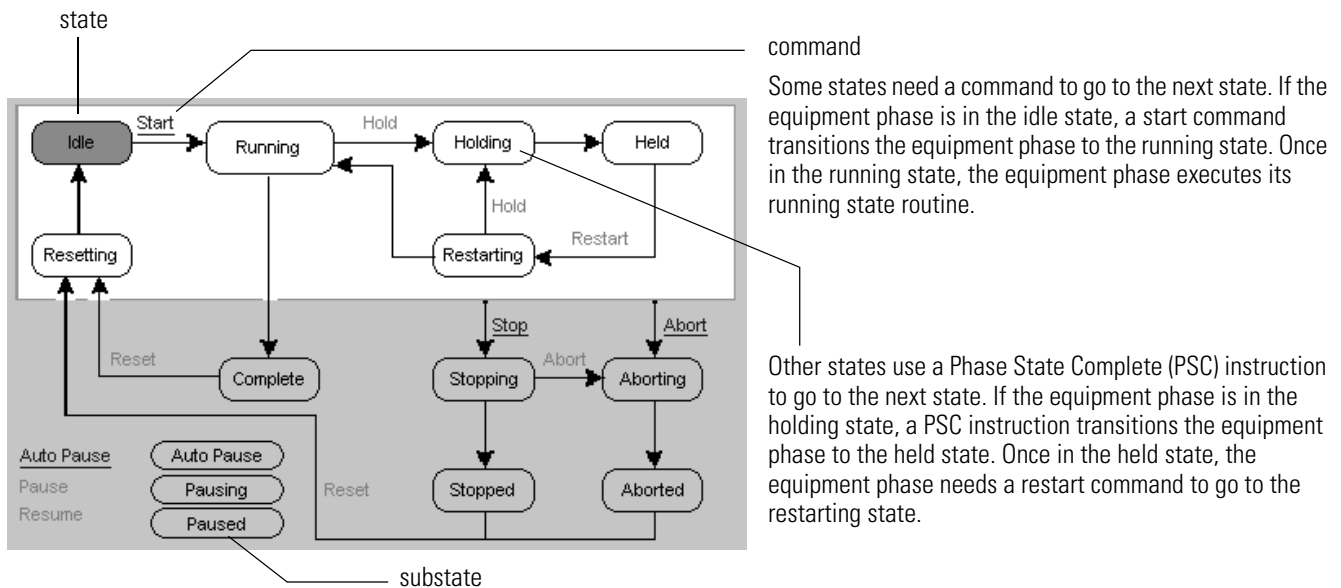 state
command
Some states need a command to go to the next state. If the
equipment phase is in the idle state, a start command
transitions the equipment phase to the running state. Once
in the running state, the equipment phase executes its
running state routine.
Idle
Start
Running
Hold
Holding
Held
Hold
Restart
Resetting
Restarting
Stop
Abort
Reset
Complete
Stopping
Abort
Aborting
Other states use a Phase State Complete (PSC) instruction
to go to the next state. If the equipment phase is in the
holding state, a PSC instruction transitions the equipment
phase to the held state. Once in the held state, the
equipment phase needs a restart command to go to the
restarting state.
Auto Pause
Auto Pause
Pause
Pausing
Reset
Stopped
Aborted
Resume
Paused
substate